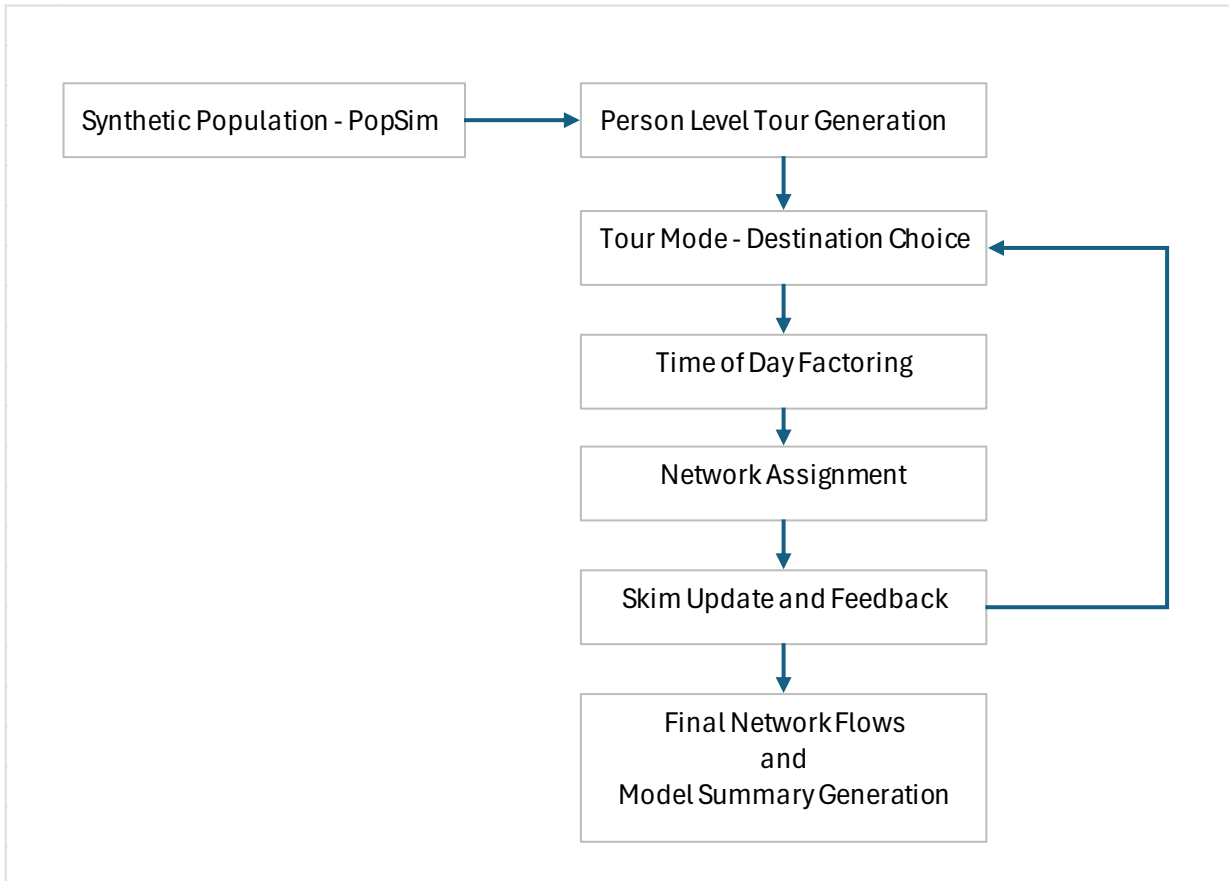 Synthetic Population - PopSim
Person Level Tour Generation
Tour Mode - Destination Choice
Time of Day Factoring
Network Assignment
Skim Update and Feedback
Final Network Flows
and
Model Summary Generation